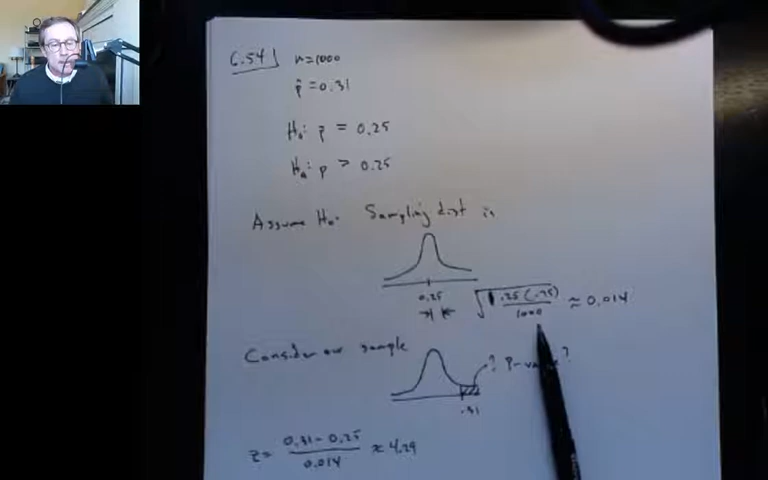 6.54) n=1000
p̂ = 0.31
H₀: p = 0.25
Hₐ: p > 0.25
Assume H₀. Sampling dist is
0.25
√(.25(.75)/1000) ≈ 0.014
Consider our sample
? P-value?
.31
z = (0.31 - 0.25)/0.014 ≈ 4.29